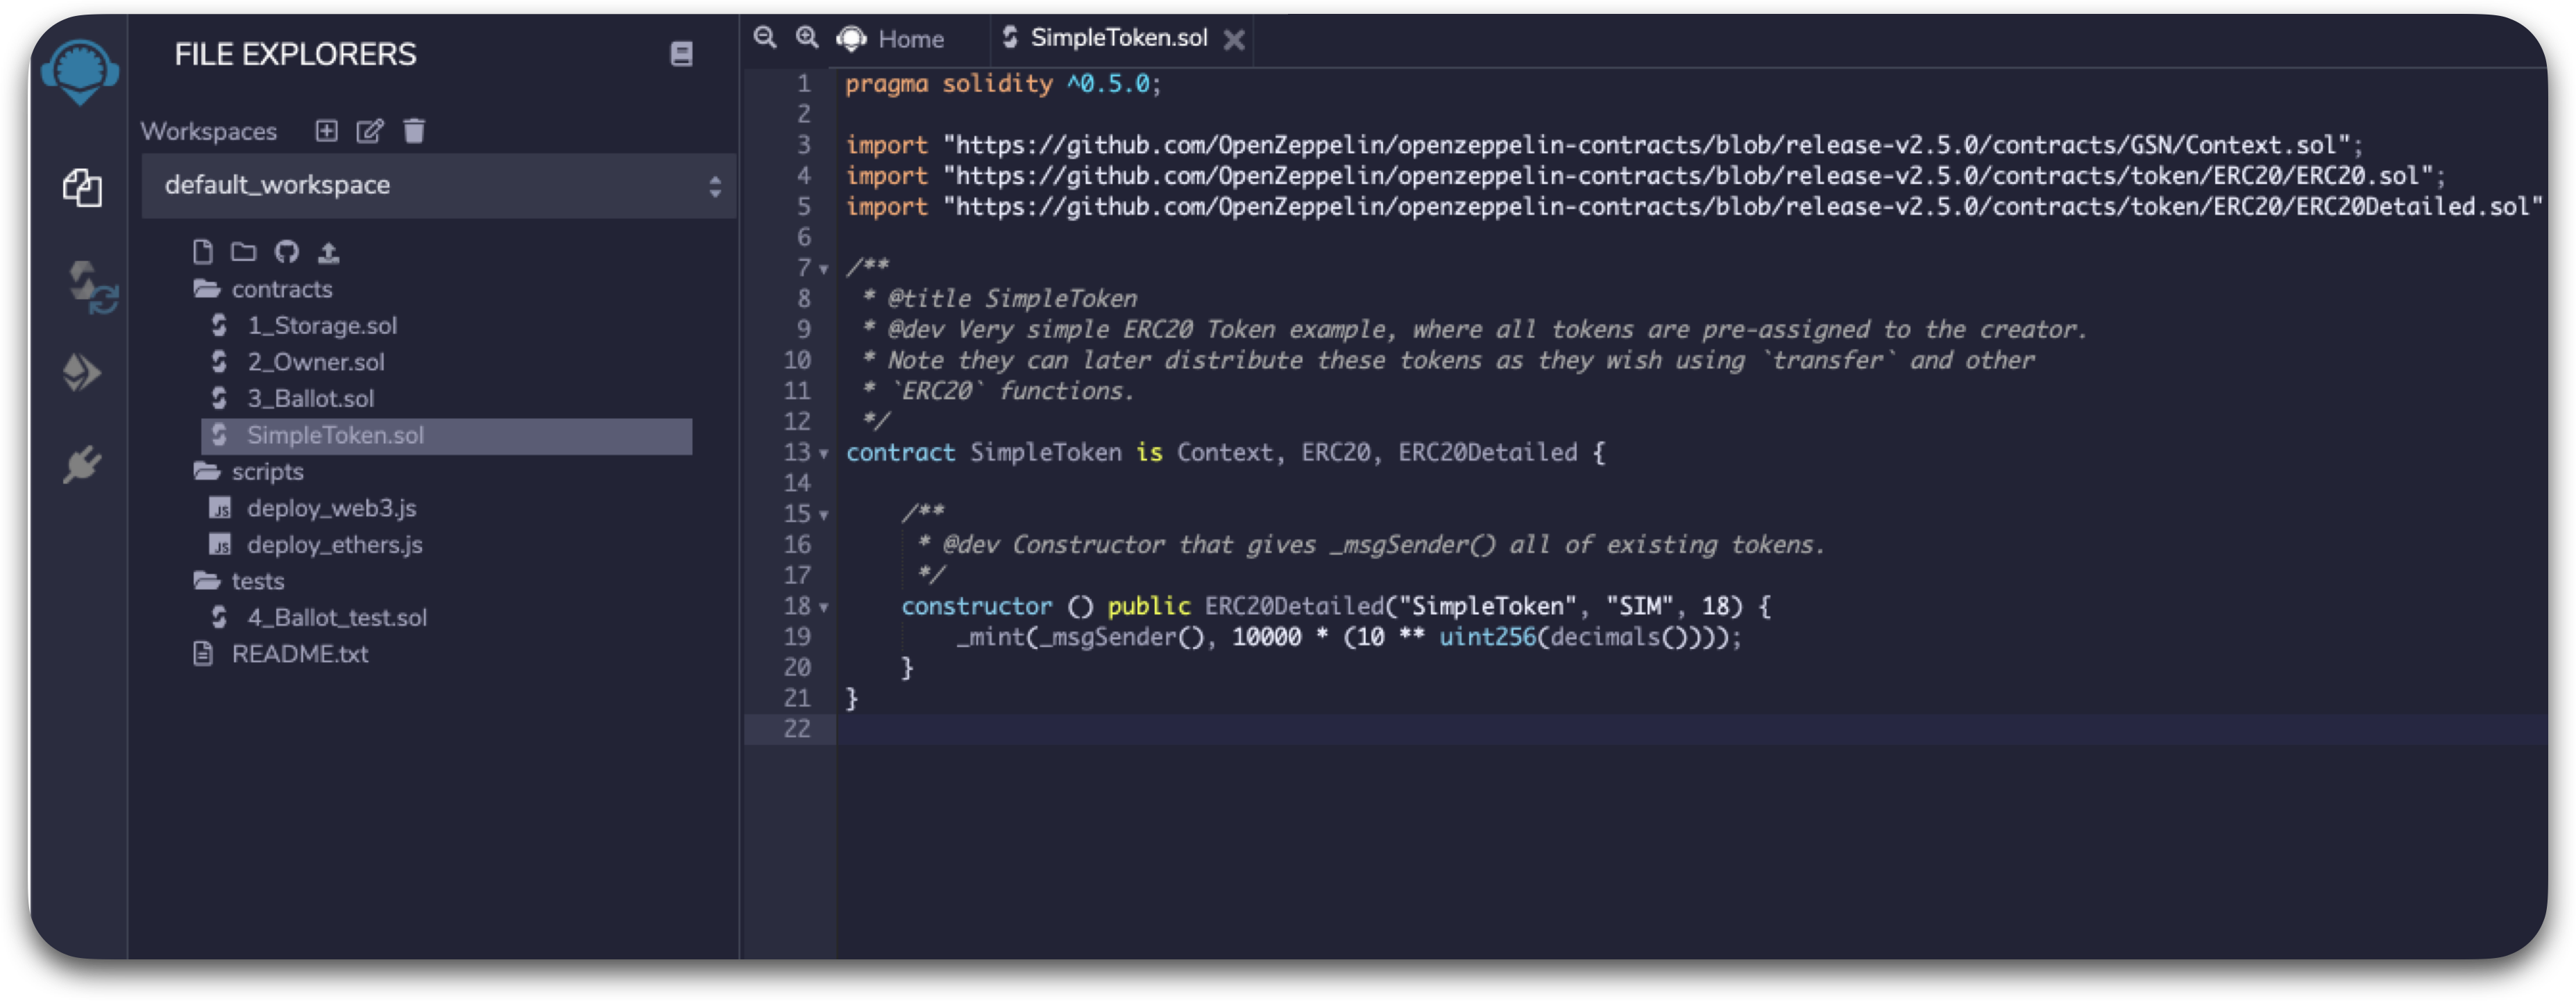 FILE EXPLORERS
Workspaces
default_workspace
contracts
1_Storage.sol
2_Owner.sol
3_Ballot.sol
SimpleToken.sol
scripts
JS deploy_web3.js
JS deploy_ethers.js
tests
4_Ballot_test.sol
README.txt
Home
SimpleToken.sol
1 pragma solidity ^0.5.0;
2
3 import "https://github.com/OpenZeppelin/openzeppelin-contracts/blob/release-v2.5.0/contracts/GSN/Context.sol";
4 import "https://github.com/OpenZeppelin/openzeppelin-contracts/blob/release-v2.5.0/contracts/token/ERC20/ERC20.sol";
5 import "https://github.com/OpenZeppelin/openzeppelin-contracts/blob/release-v2.5.0/contracts/token/ERC20/ERC20Detailed.sol"
6
7 /**
8  * @title SimpleToken
9  * @dev Very simple ERC20 Token example, where all tokens are pre-assigned to the creator.
10  * Note they can later distribute these tokens as they wish using `transfer` and other
11  * `ERC20` functions.
12  */
13 contract SimpleToken is Context, ERC20, ERC20Detailed {
14
15     /**
16      * @dev Constructor that gives _msgSender() all of existing tokens.
17      */
18     constructor () public ERC20Detailed("SimpleToken", "SIM", 18) {
19         _mint(_msgSender(), 10000 * (10 ** uint256(decimals())));
20     }
21 }
22